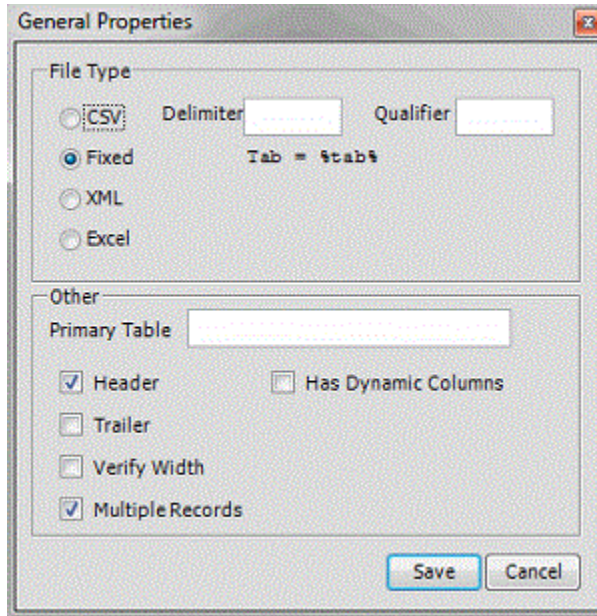 General Properties
File Type
CSV Delimiter Qualifier
Fixed Tab = %tab%
XML
Excel
Other
Primary Table
Header Has Dynamic Columns
Trailer
Verify Width
Multiple Records
Save Cancel